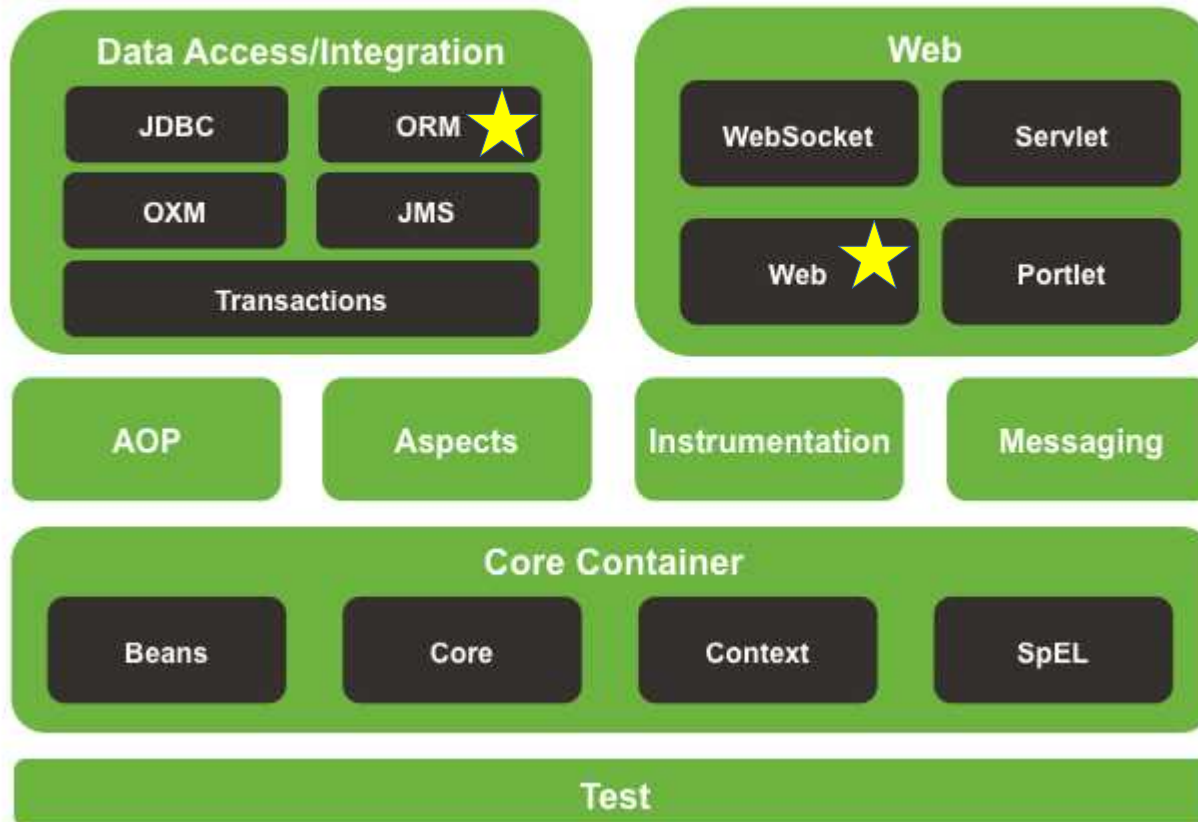 Data Access/Integration
JDBC
ORM
OXM
JMS
Transactions
Web
WebSocket
Servlet
Web
Portlet
AOP
Aspects
Instrumentation
Messaging
Core Container
Beans
Core
Context
SpEL
Test